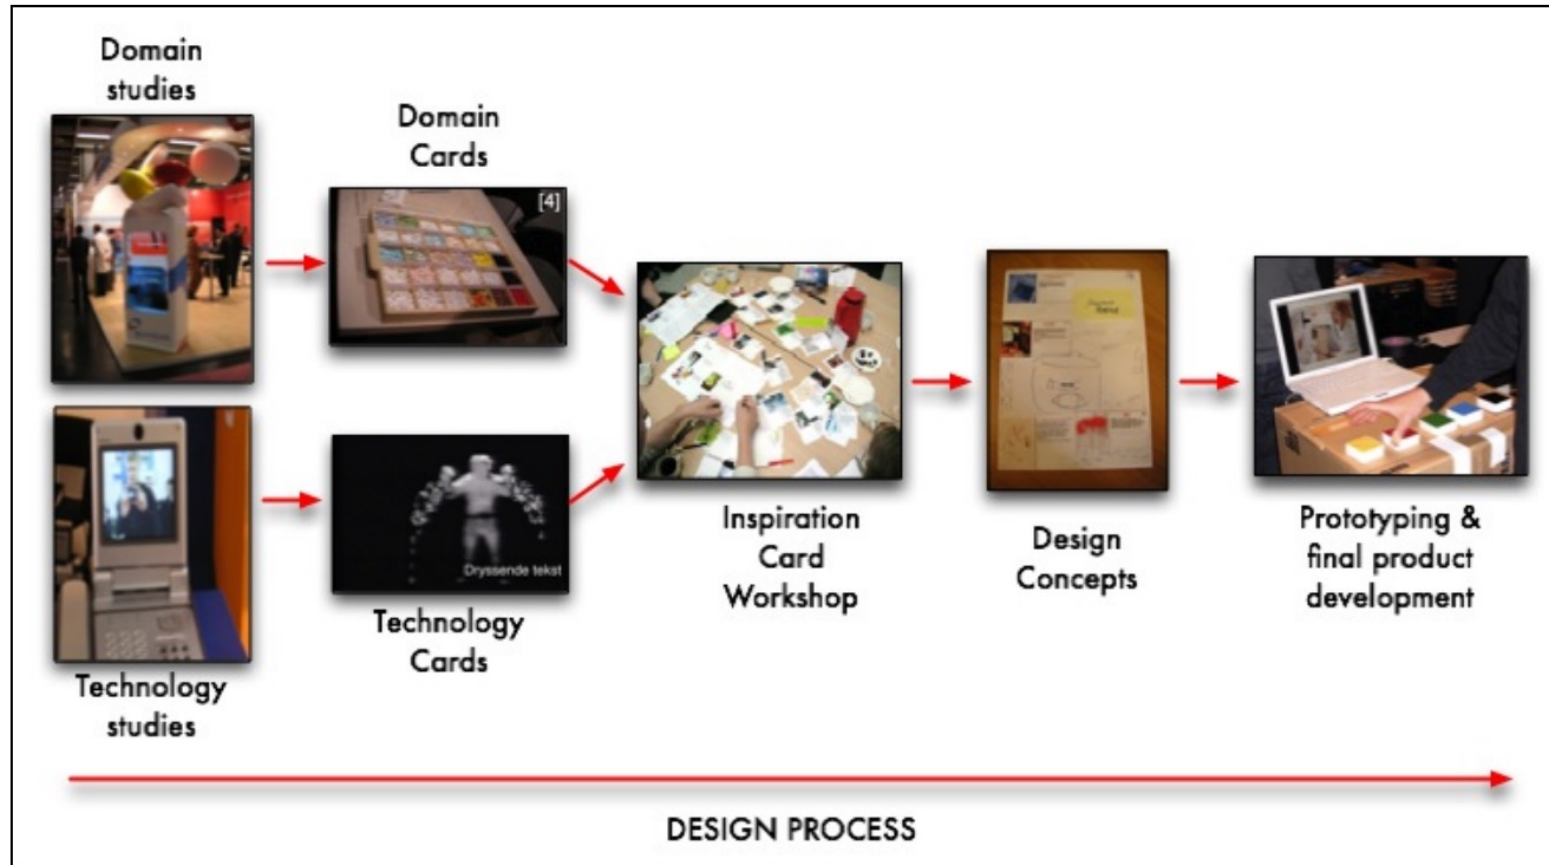 Domain
studies
Domain
Cards
[4]
Dryssende tekst
Technology
Cards
Technology
studies
Inspiration
Card
Workshop
Design
Concepts
Prototyping &
final product
development
DESIGN PROCESS